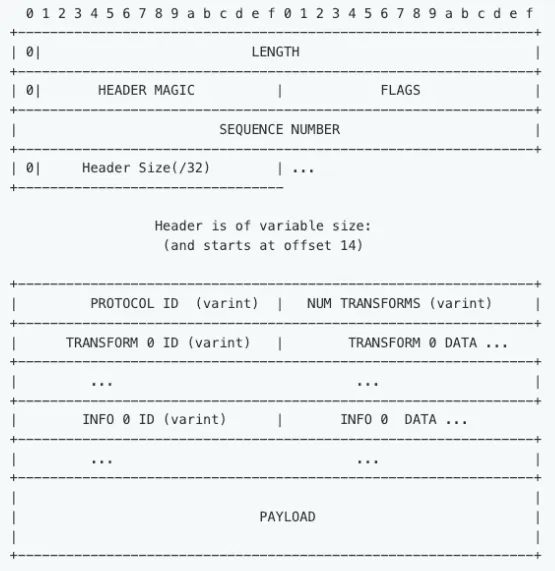 0 1 2 3 4 5 6 7 8 9 a b c d e f 0 1 2 3 4 5 6 7 8 9 a b c d e f
+----------------------------------------------------------------+
| 0|                          LENGTH                             |
+----------------------------------------------------------------+
| 0|       HEADER MAGIC          |            FLAGS              |
+----------------------------------------------------------------+
|                         SEQUENCE NUMBER                        |
+----------------------------------------------------------------+
| 0|     Header Size(/32)        | ...
+---------------------------------
Header is of variable size:
(and starts at offset 14)
+----------------------------------------------------------------+
|         PROTOCOL ID  (varint)  |   NUM TRANSFORMS (varint)     |
+----------------------------------------------------------------+
|      TRANSFORM 0 ID (varint)   |        TRANSFORM 0 DATA ...
+----------------------------------------------------------------+
|         ...                              ...                   |
+----------------------------------------------------------------+
|        INFO 0 ID (varint)      |       INFO 0  DATA ...
+----------------------------------------------------------------+
|         ...                              ...                   |
+----------------------------------------------------------------+
|                                                                |
|                              PAYLOAD                           |
|                                                                |
+----------------------------------------------------------------+